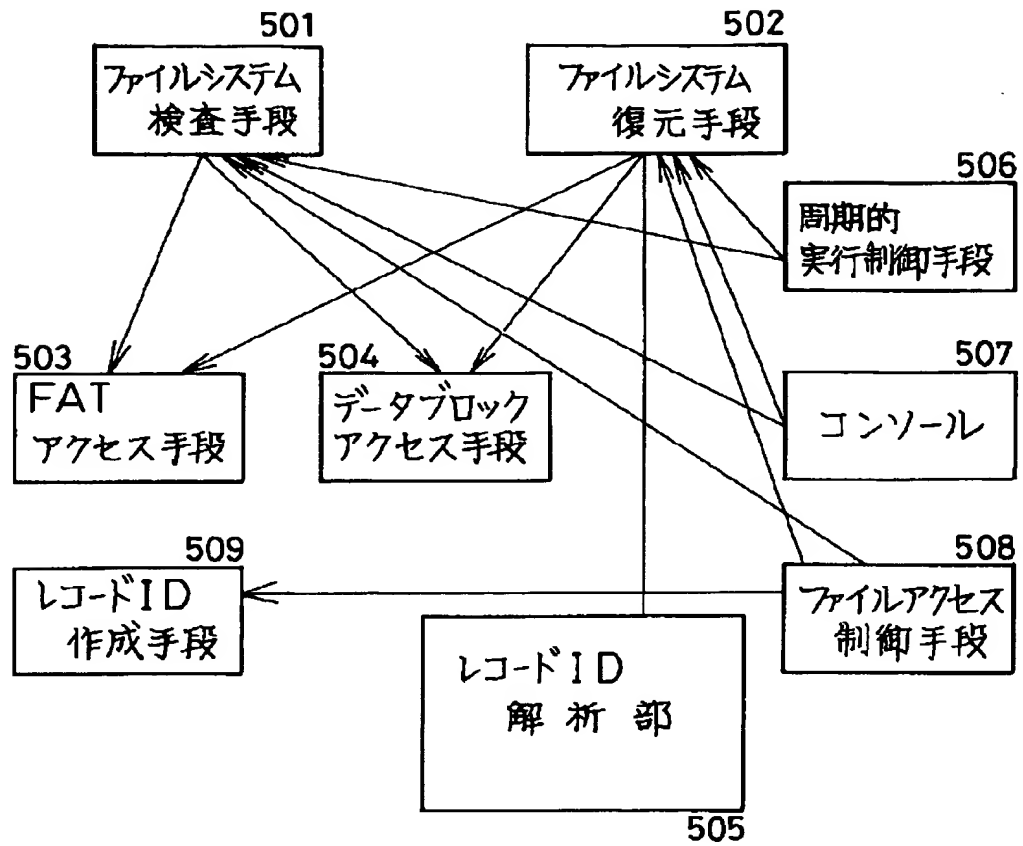 501
ファイルシステム
検査手段
502
ファイルシステム
復元手段
506
周期的
実行制御手段
503
FAT
アクセス手段
504
データブロック
アクセス手段
507
コンソール
509
レコードID
作成手段
508
ファイルアクセス
制御手段
レコードID
解析部
505